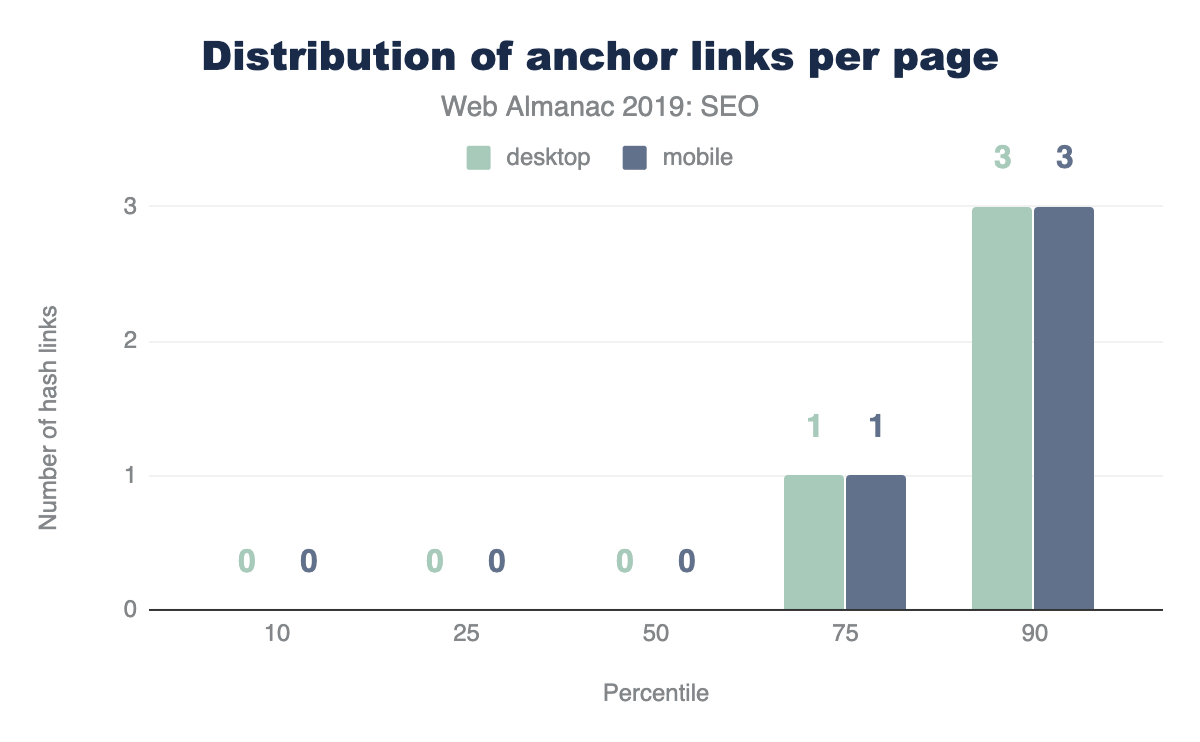 Distribution of anchor links per page
Web Almanac 2019: SEO
desktop mobile
3 3
3
2
1 1
1
0 0 0 0 0 0
0
10 25 50 75 90
Number of hash links
Percentile